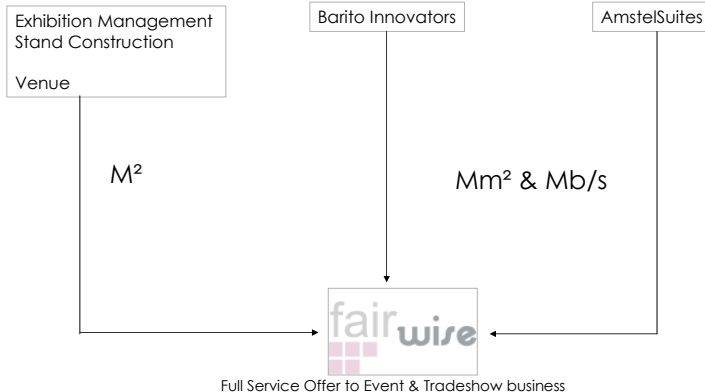 Exhibition Management
Stand Construction
Venue
Barito Innovators
AmstelSuites
M²
Mm² & Mb/s
fairwise
Full Service Offer to Event & Tradeshow business